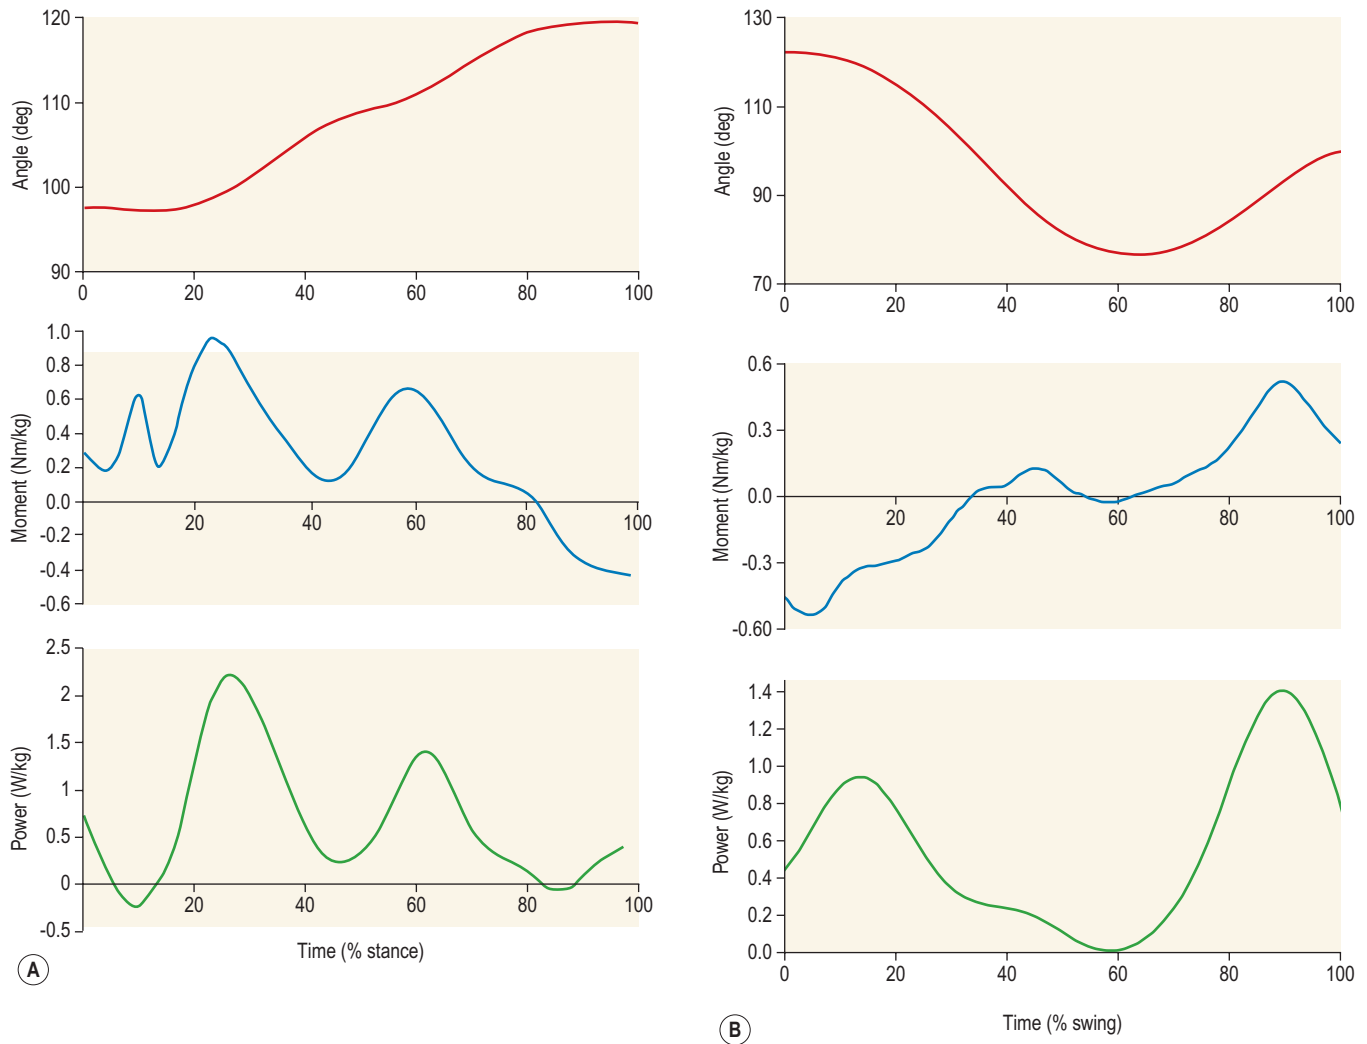 120
110
100
90
Angle (deg)
0 20 40 60 80 100
1.0
0.8
0.6
0.4
0.2
0.0
-0.2
-0.4
-0.6
Moment (Nm/kg)
20 40 60 80 100
2.5
2
1.5
1
0.5
0
-0.5
Power (W/kg)
20 40 60 80 100
Time (% stance)
A
130
110
90
70
Angle (deg)
0 20 40 60 80 100
0.6
0.3
0.0
-0.3
-0.60
Moment (Nm/kg)
20 40 60 80 100
1.4
1.2
1.0
0.8
0.6
0.4
0.2
0.0
Power (W/kg)
0 20 40 60 80 100
Time (% swing)
B